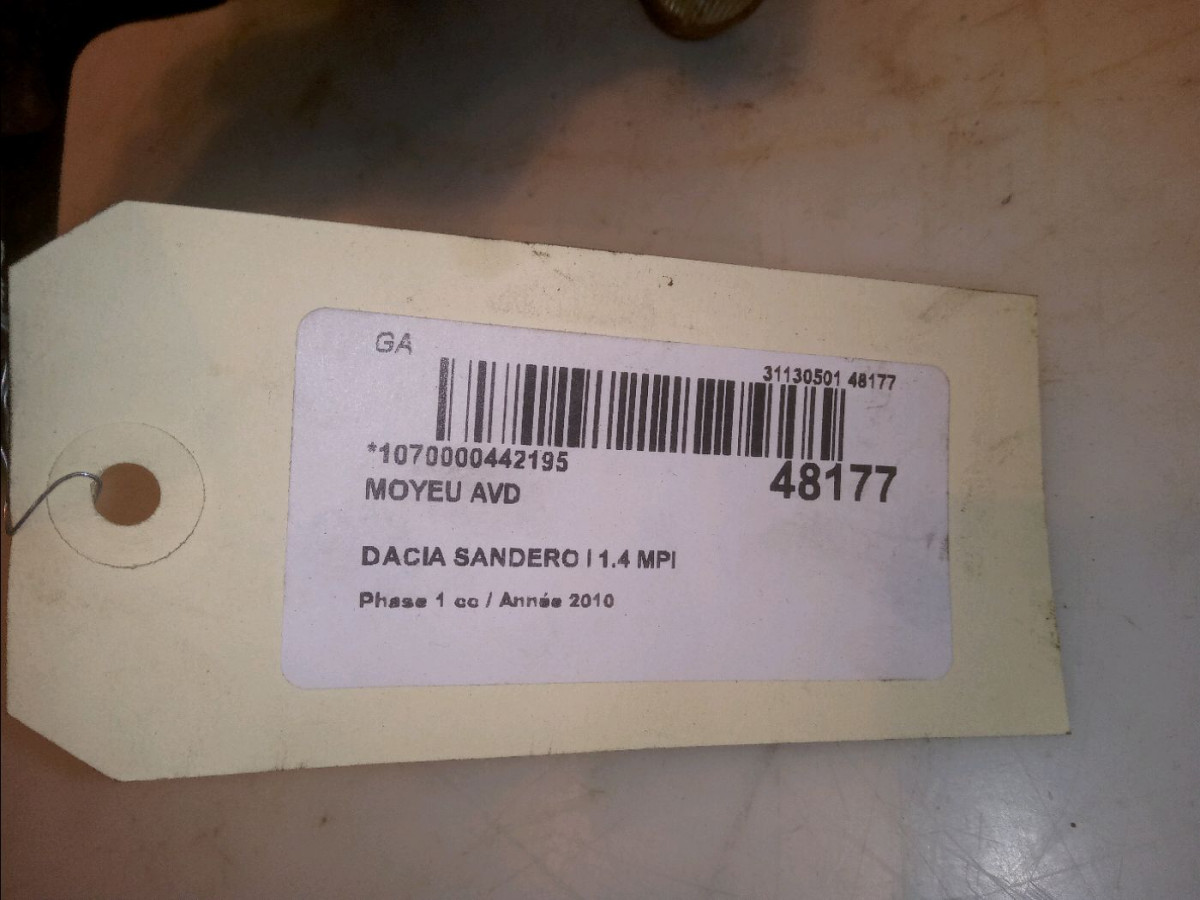 GA
31130501 48177
*1070000442195
48177
MOYEU AVD
DACIA SANDERO I 1.4 MPI
Phase 1 cc / Année 2010